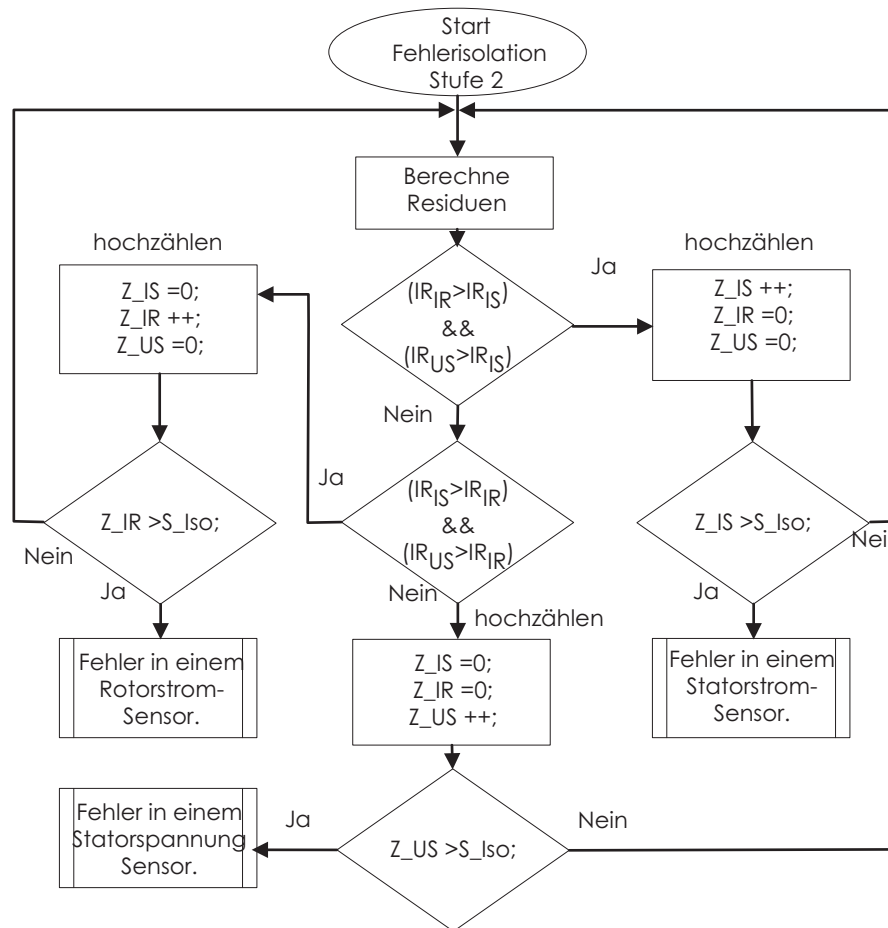 Start
Fehlerisolation
Stufe 2
Berechne
Residuen
hochzählen
hochzählen
Z_IS =0;
Z_IR ++;
Z_US =0;
(IR_IR>IR_IS)
&&
(IR_US>IR_IS)
Ja
Z_IS ++;
Z_IR =0;
Z_US =0;
Nein
Ja
(IR_IS>IR_IR)
&&
(IR_US>IR_IR)
Z_IR >S_Iso;
Z_IS >S_Iso;
Nein
Ja
Nein
Ja
Nein
hochzählen
Fehler in einem
Rotorstrom-
Sensor.
Z_IS =0;
Z_IR =0;
Z_US ++;
Fehler in einem
Statorstrom-
Sensor.
Fehler in einem
Statorspannung
Sensor.
Ja
Z_US >S_Iso;
Nein